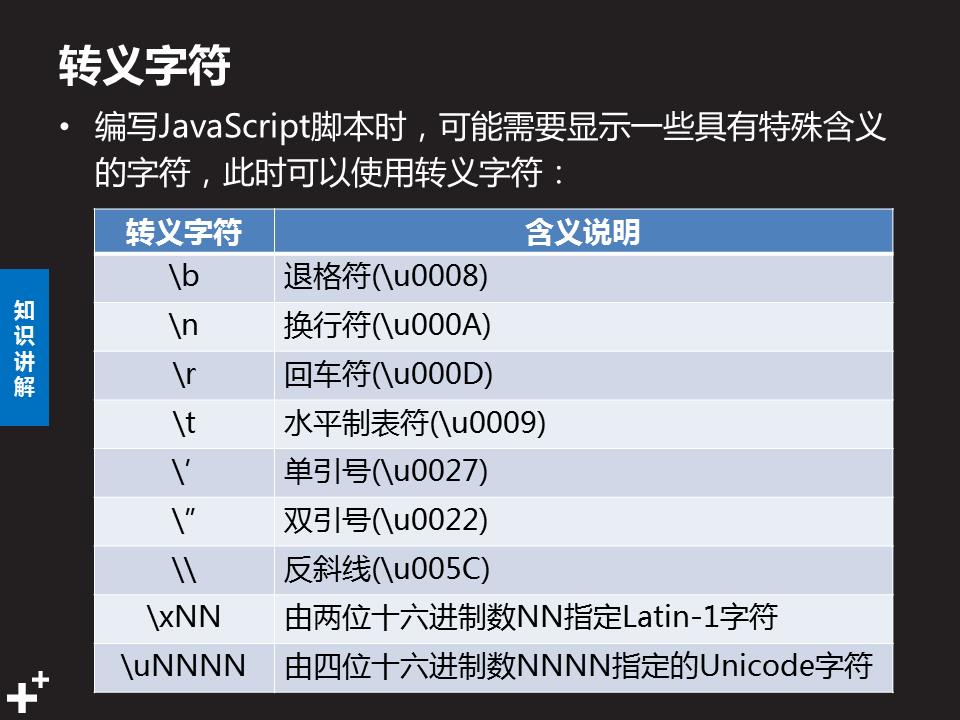 转义字符
• 编写JavaScript脚本时，可能需要显示一些具有特殊含义
的字符，此时可以使用转义字符：
转义字符 含义说明
\b 退格符(\u0008)
\n 换行符(\u000A)
\r 回车符(\u000D)
\t 水平制表符(\u0009)
\′ 单引号(\u0027)
\″ 双引号(\u0022)
\\ 反斜线(\u005C)
\xNN 由两位十六进制数NN指定Latin-1字符
\uNNNN 由四位十六进制数NNNN指定的Unicode字符
知
识
讲
解